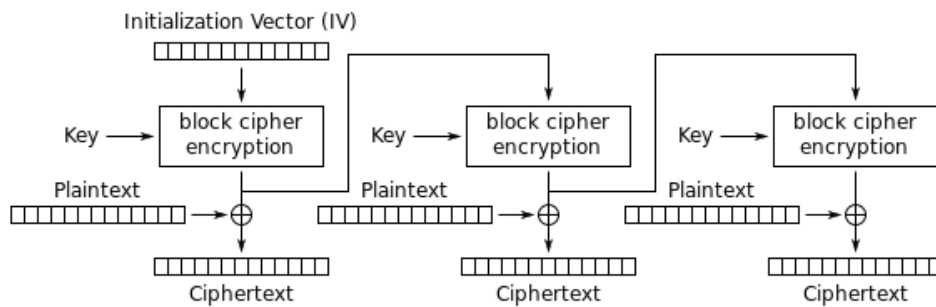 Initialization Vector (IV)
Key
block cipher
encryption
Key
block cipher
encryption
Key
block cipher
encryption
Plaintext
Plaintext
Plaintext
Ciphertext
Ciphertext
Ciphertext